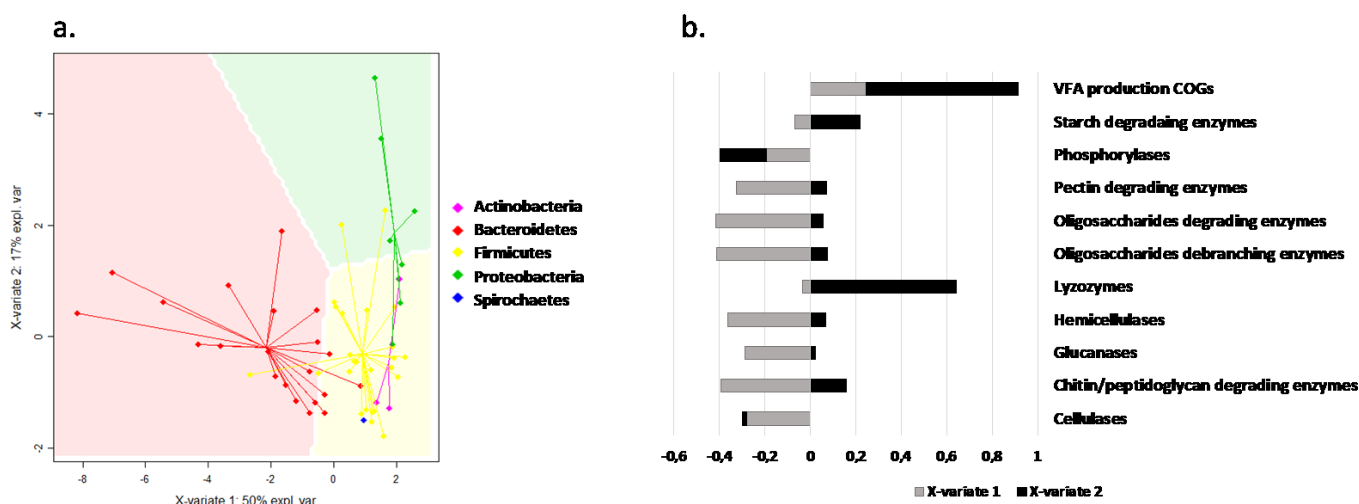 a.
X-variate 2: 17% expl. var
4
2
0
-2
-8 -6 -4 -2 0 2
X-variate 1: 50% expl. var
Actinobacteria
Bacteroidetes
Firmicutes
Proteobacteria
Spirochaetes
b.
VFA production COGs
Starch degradaing enzymes
Phosphorylases
Pectin degrading enzymes
Oligosaccharides degrading enzymes
Oligosaccharides debranching enzymes
Lyzozymes
Hemicellulases
Glucanases
Chitin/peptidoglycan degrading enzymes
Cellulases
-0,6 -0,4 -0,2 0 0,2 0,4 0,6 0,8 1
X-variate 1 X-variate 2